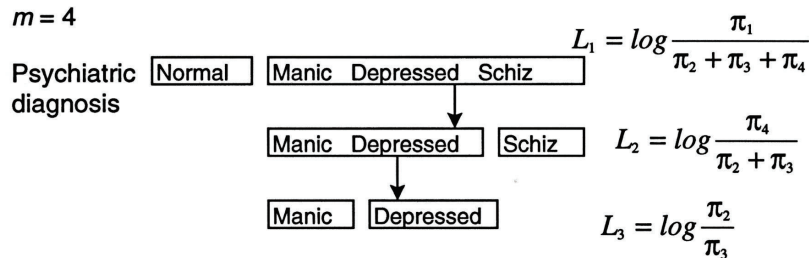 m = 4
Psychiatric diagnosis
Normal
Manic Depressed Schiz
L₁ = log π₁ / (π₂ + π₃ + π₄)
Manic Depressed
Schiz
L₂ = log π₄ / (π₂ + π₃)
Manic
Depressed
L₃ = log π₂ / π₃